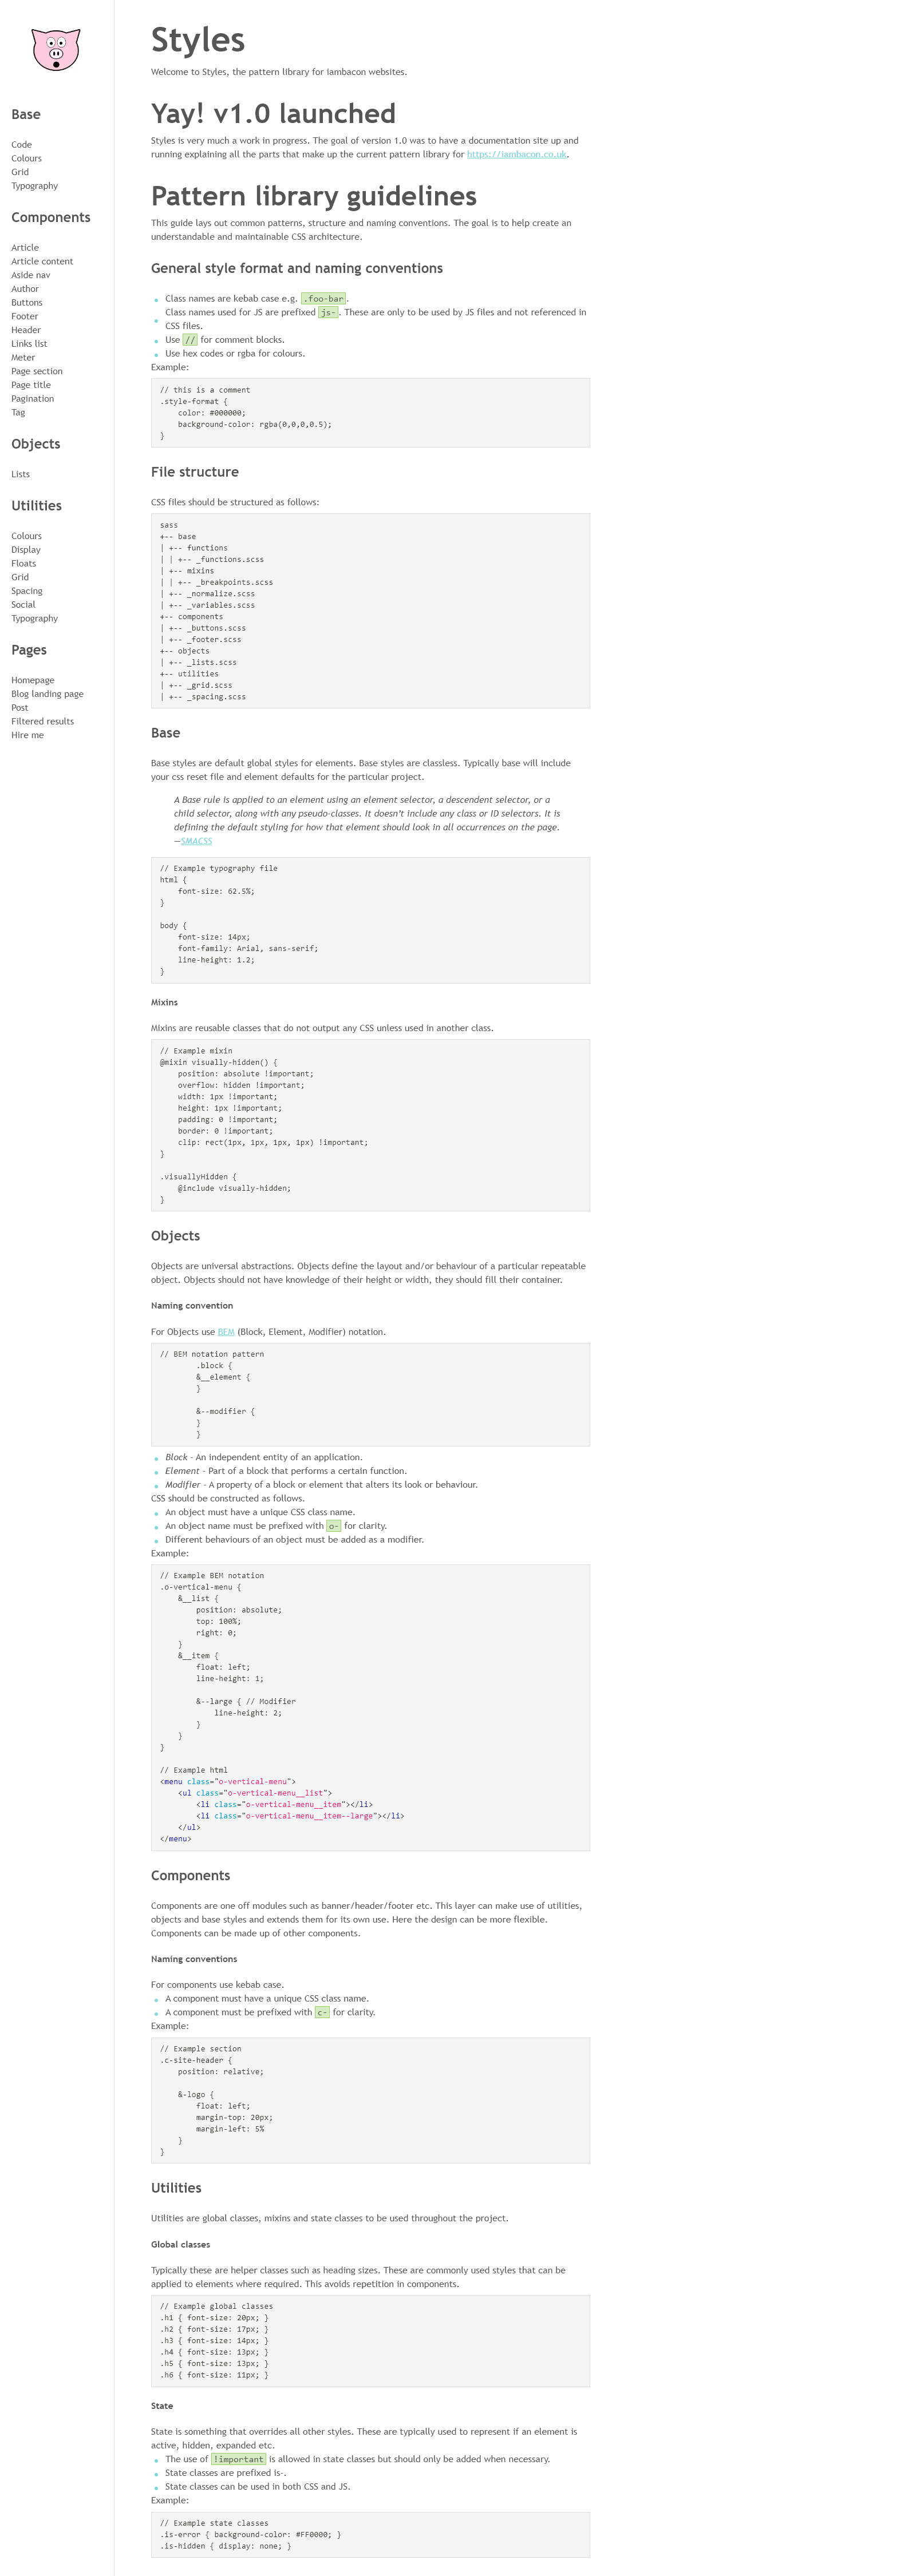 Base
Code
Colours
Grid
Typography
Components
Article
Article content
Aside nav
Author
Buttons
Footer
Header
Links list
Meter
Page section
Page title
Pagination
Tag
Objects
Lists
Utilities
Colours
Display
Floats
Grid
Spacing
Social
Typography
Pages
Homepage
Blog landing page
Post
Filtered results
Hire me
Styles
Welcome to Styles, the pattern library for iambacon websites.
Yay! v1.0 launched
Styles is very much a work in progress. The goal of version 1.0 was to have a documentation site up and
running explaining all the parts that make up the current pattern library for https://iambacon.co.uk.
Pattern library guidelines
This guide lays out common patterns, structure and naming conventions. The goal is to help create an
understandable and maintainable CSS architecture.
General style format and naming conventions
Class names are kebab case e.g. .foo-bar.
Class names used for JS are prefixed js-. These are only to be used by JS files and not referenced in
CSS files.
Use // for comment blocks.
Use hex codes or rgba for colours.
Example:
// this is a comment
.style-format {
    color: #000000;
    background-color: rgba(0,0,0,0.5);
}
File structure
CSS files should be structured as follows:
sass
+-- base
| +-- functions
| | +-- _functions.scss
| +-- mixins
| | +-- _breakpoints.scss
| +-- _normalize.scss
| +-- _variables.scss
+-- components
| +-- _buttons.scss
| +-- _footer.scss
+-- objects
| +-- _lists.scss
+-- utilities
| +-- _grid.scss
| +-- _spacing.scss
Base
Base styles are default global styles for elements. Base styles are classless. Typically base will include
your css reset file and element defaults for the particular project.
A Base rule is applied to an element using an element selector, a descendent selector, or a
child selector, along with any pseudo-classes. It doesn't include any class or ID selectors. It is
defining the default styling for how that element should look in all occurrences on the page.
—SMACSS
// Example typography file
html {
    font-size: 62.5%;
}

body {
    font-size: 14px;
    font-family: Arial, sans-serif;
    line-height: 1.2;
}
Mixins
Mixins are reusable classes that do not output any CSS unless used in another class.
// Example mixin
@mixin visually-hidden() {
    position: absolute !important;
    overflow: hidden !important;
    width: 1px !important;
    height: 1px !important;
    padding: 0 !important;
    border: 0 !important;
    clip: rect(1px, 1px, 1px, 1px) !important;
}

.visuallyHidden {
    @include visually-hidden;
}
Objects
Objects are universal abstractions. Objects define the layout and/or behaviour of a particular repeatable
object. Objects should not have knowledge of their height or width, they should fill their container.
Naming convention
For Objects use BEM (Block, Element, Modifier) notation.
// BEM notation pattern
        .block {
        &__element {
        }

        &--modifier {
        }
        }
Block - An independent entity of an application.
Element - Part of a block that performs a certain function.
Modifier - A property of a block or element that alters its look or behaviour.
CSS should be constructed as follows.
An object must have a unique CSS class name.
An object name must be prefixed with o- for clarity.
Different behaviours of an object must be added as a modifier.
Example:
// Example BEM notation
.o-vertical-menu {
    &__list {
        position: absolute;
        top: 100%;
        right: 0;
    }
    &__item {
        float: left;
        line-height: 1;

        &--large { // Modifier
            line-height: 2;
        }
    }
}

// Example html
<menu class="o-vertical-menu">
    <ul class="o-vertical-menu__list">
        <li class="o-vertical-menu__item"></li>
        <li class="o-vertical-menu__item--large"></li>
    </ul>
</menu>
Components
Components are one off modules such as banner/header/footer etc. This layer can make use of utilities,
objects and base styles and extends them for its own use. Here the design can be more flexible.
Components can be made up of other components.
Naming conventions
For components use kebab case.
A component must have a unique CSS class name.
A component must be prefixed with c- for clarity.
Example:
// Example section
.c-site-header {
    position: relative;

    &-logo {
        float: left;
        margin-top: 20px;
        margin-left: 5%
    }
}
Utilities
Utilities are global classes, mixins and state classes to be used throughout the project.
Global classes
Typically these are helper classes such as heading sizes. These are commonly used styles that can be
applied to elements where required. This avoids repetition in components.
// Example global classes
.h1 { font-size: 20px; }
.h2 { font-size: 17px; }
.h3 { font-size: 14px; }
.h4 { font-size: 13px; }
.h5 { font-size: 13px; }
.h6 { font-size: 11px; }
State
State is something that overrides all other styles. These are typically used to represent if an element is
active, hidden, expanded etc.
The use of !important is allowed in state classes but should only be added when necessary.
State classes are prefixed is-.
State classes can be used in both CSS and JS.
Example:
// Example state classes
.is-error { background-color: #FF0000; }
.is-hidden { display: none; }